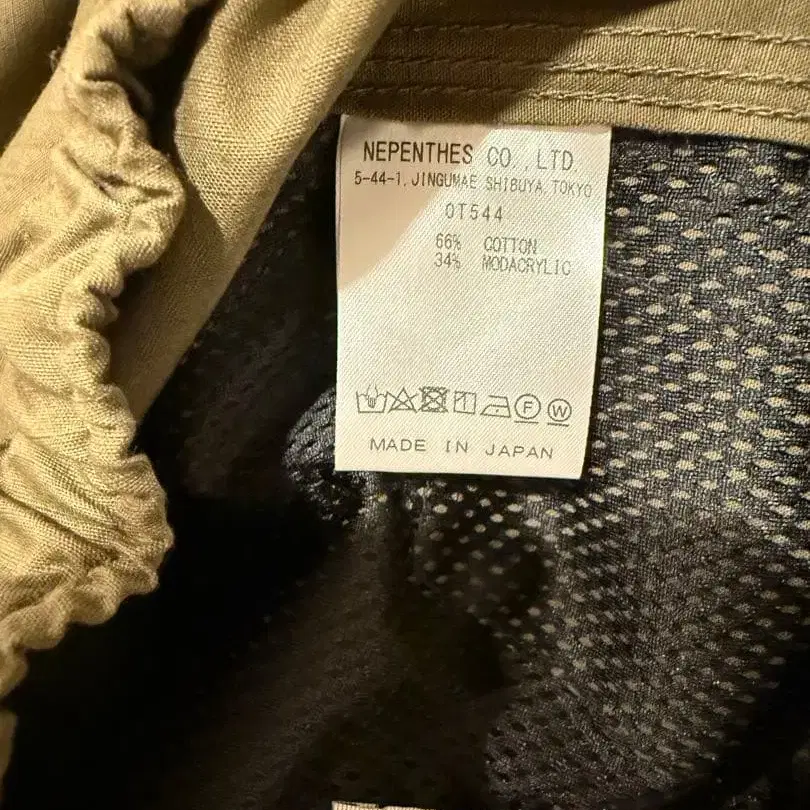 NEPENTHES CO.,LTD.
5-44-1,JINGUMAE SHIBUYA,TOKYO
OT544
66% COTTON
34% MODACRYLIC
F W
MADE IN JAPAN